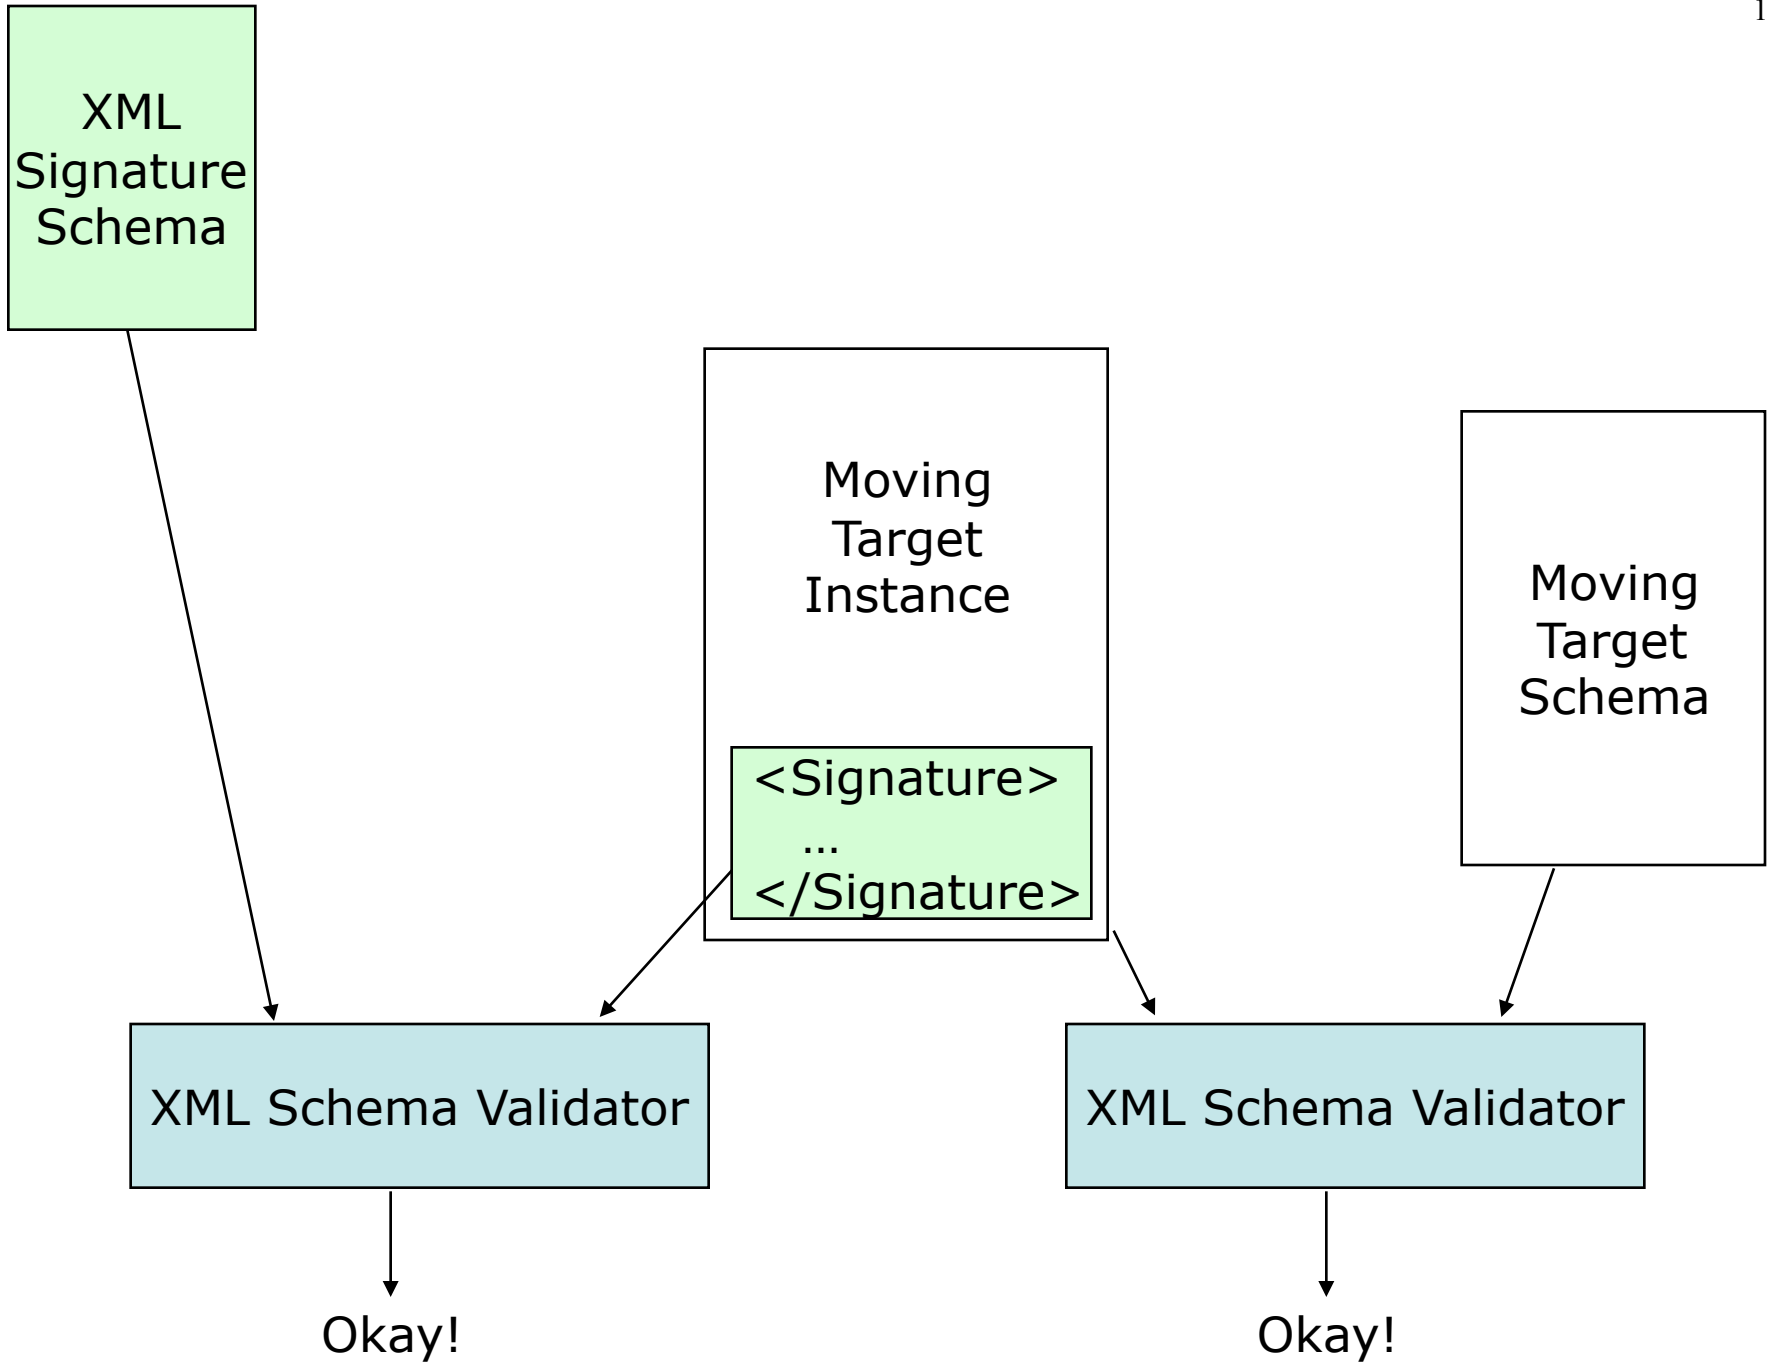 1
XML
Signature
Schema
Moving
Target
Instance
<Signature>
...
</Signature>
Moving
Target
Schema
XML Schema Validator
XML Schema Validator
Okay!
Okay!